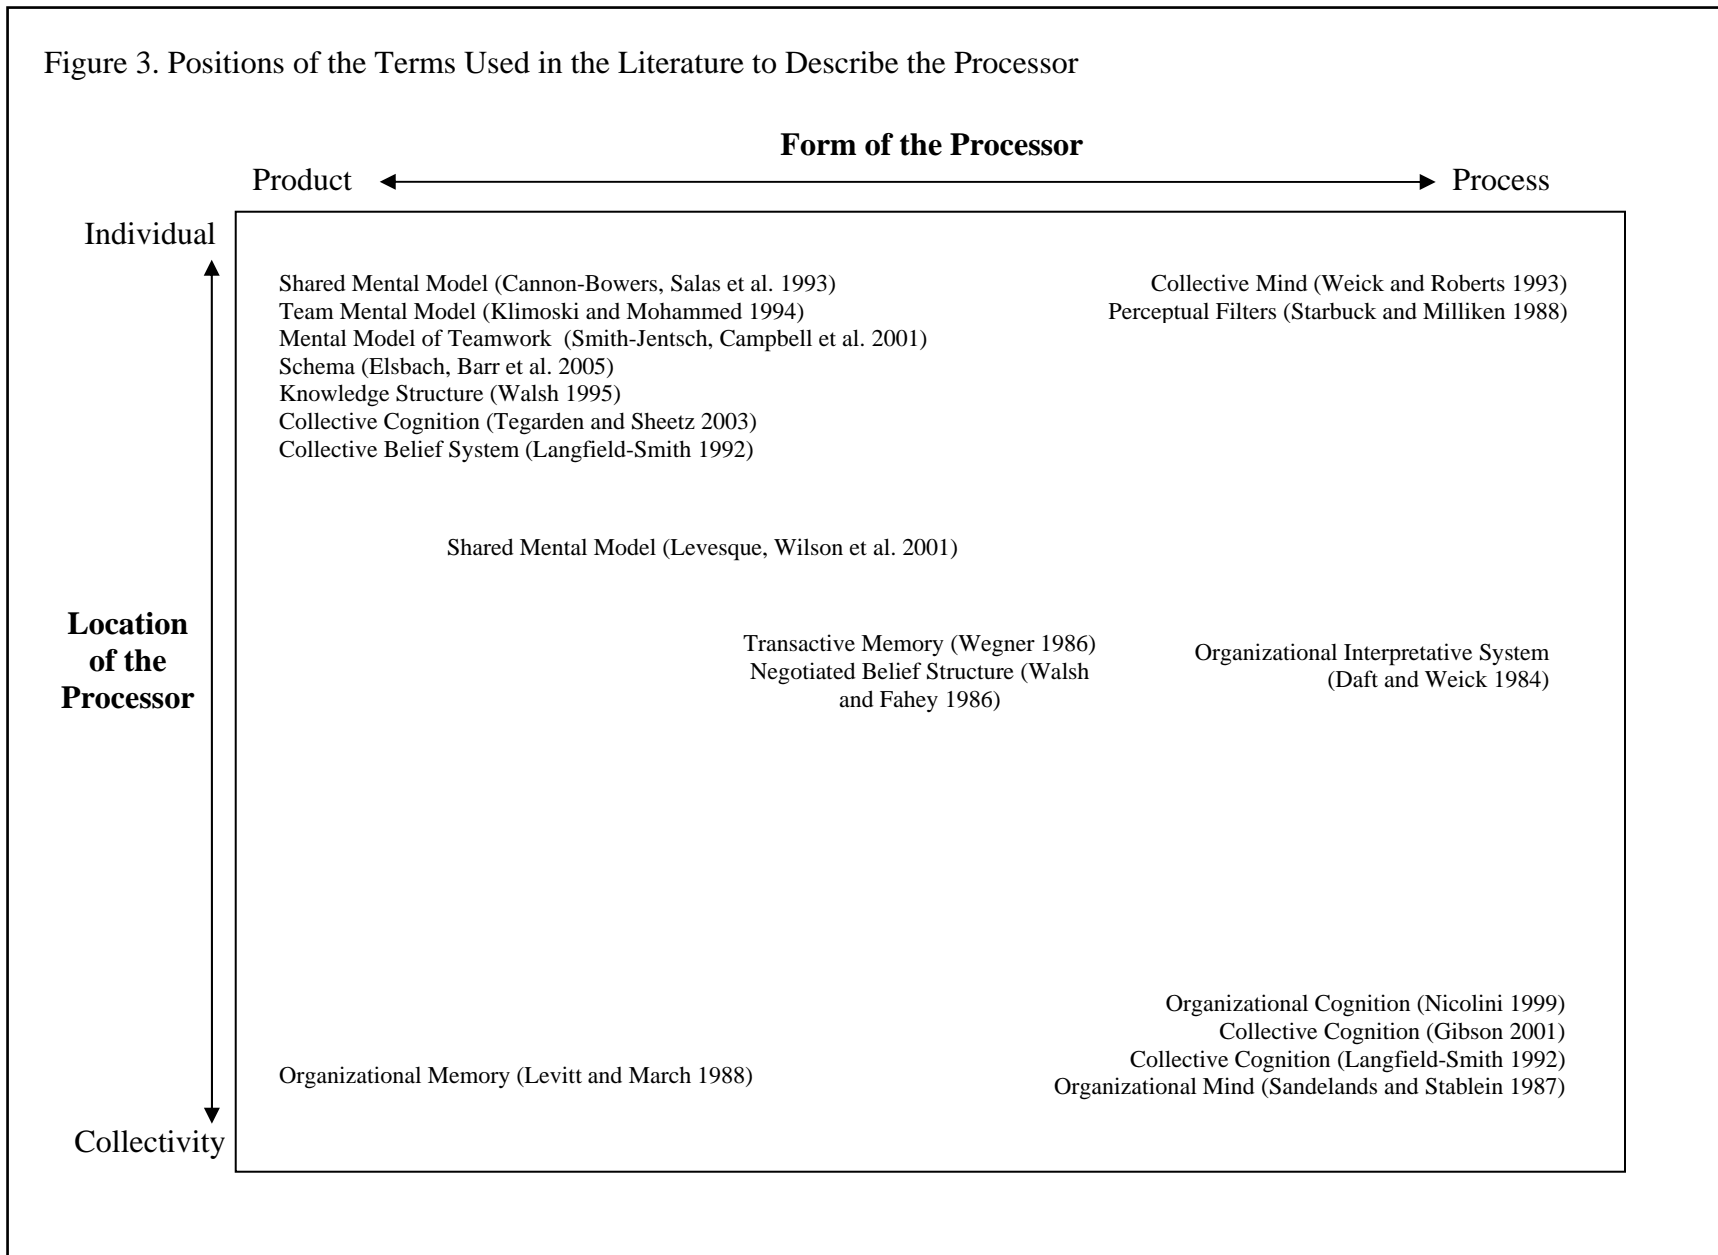 Figure 3. Positions of the Terms Used in the Literature to Describe the Processor
Form of the Processor
Product
Process
Individual
Shared Mental Model (Cannon-Bowers, Salas et al. 1993)
Team Mental Model (Klimoski and Mohammed 1994)
Mental Model of Teamwork (Smith-Jentsch, Campbell et al. 2001)
Schema (Elsbach, Barr et al. 2005)
Knowledge Structure (Walsh 1995)
Collective Cognition (Tegarden and Sheetz 2003)
Collective Belief System (Langfield-Smith 1992)
Collective Mind (Weick and Roberts 1993)
Perceptual Filters (Starbuck and Milliken 1988)
Shared Mental Model (Levesque, Wilson et al. 2001)
Location
of the
Processor
Transactive Memory (Wegner 1986)
Negotiated Belief Structure (Walsh
and Fahey 1986)
Organizational Interpretative System
(Daft and Weick 1984)
Organizational Memory (Levitt and March 1988)
Organizational Cognition (Nicolini 1999)
Collective Cognition (Gibson 2001)
Collective Cognition (Langfield-Smith 1992)
Organizational Mind (Sandelands and Stablein 1987)
Collectivity